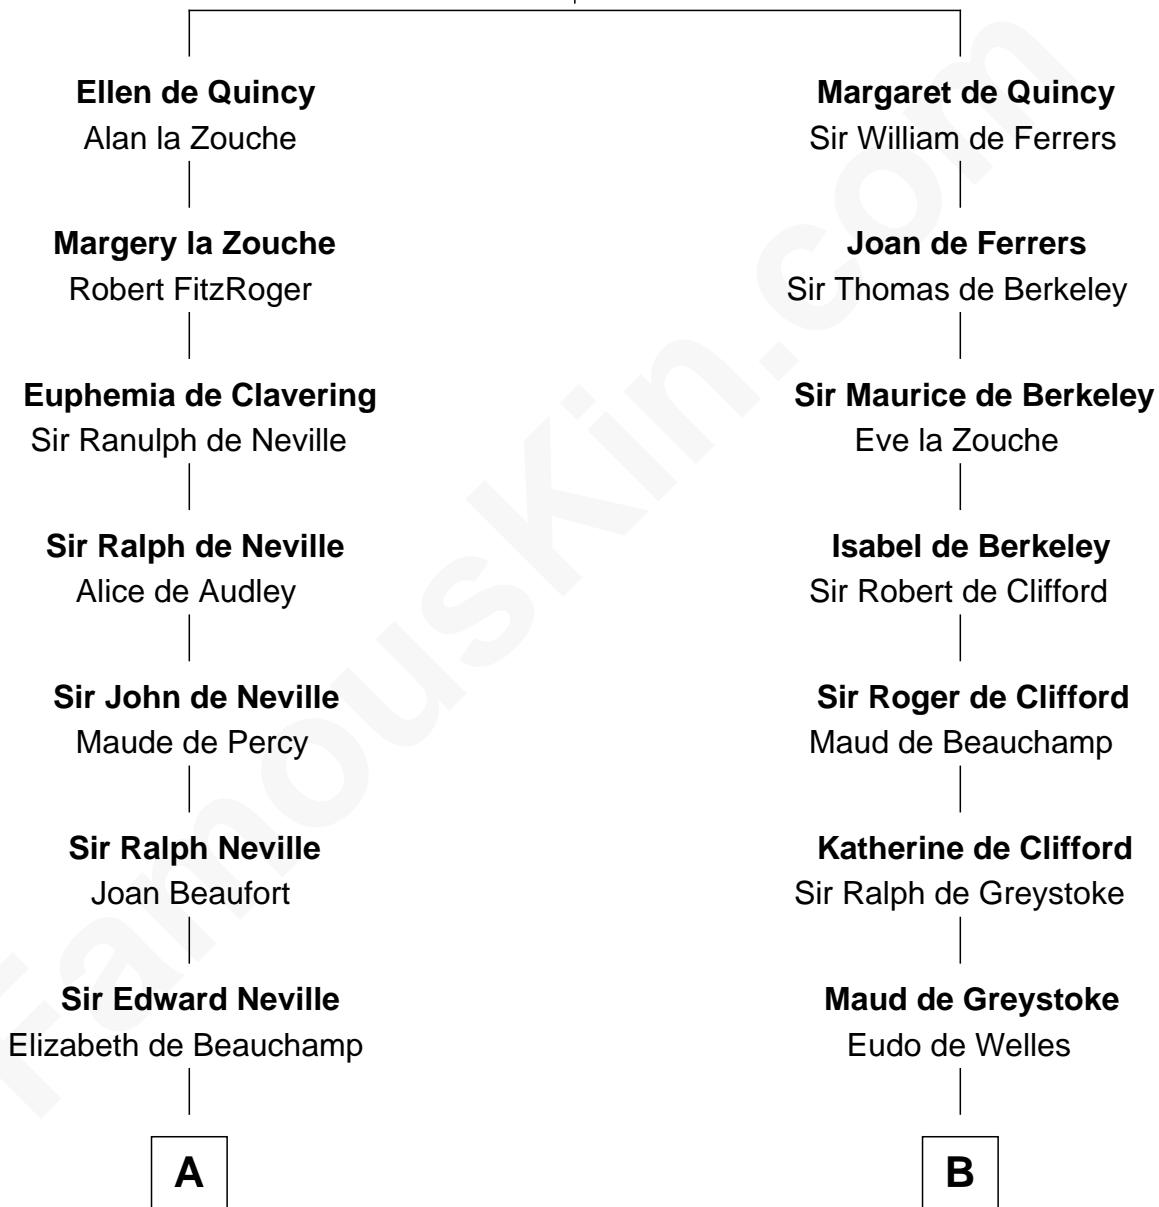 Ellen de Quincy
Alan la Zouche
Margery la Zouche
Robert FitzRoger
Euphemia de Clavering
Sir Ranulph de Neville
Sir Ralph de Neville
Alice de Audley
Sir John de Neville
Maude de Percy
Sir Ralph Neville
Joan Beaufort
Sir Edward Neville
Elizabeth de Beauchamp
A
Margaret de Quincy
Sir William de Ferrers
Joan de Ferrers
Sir Thomas de Berkeley
Sir Maurice de Berkeley
Eve la Zouche
Isabel de Berkeley
Sir Robert de Clifford
Sir Roger de Clifford
Maud de Beauchamp
Katherine de Clifford
Sir Ralph de Greystoke
Maud de Greystoke
Eudo de Welles
B
FamousKin.com